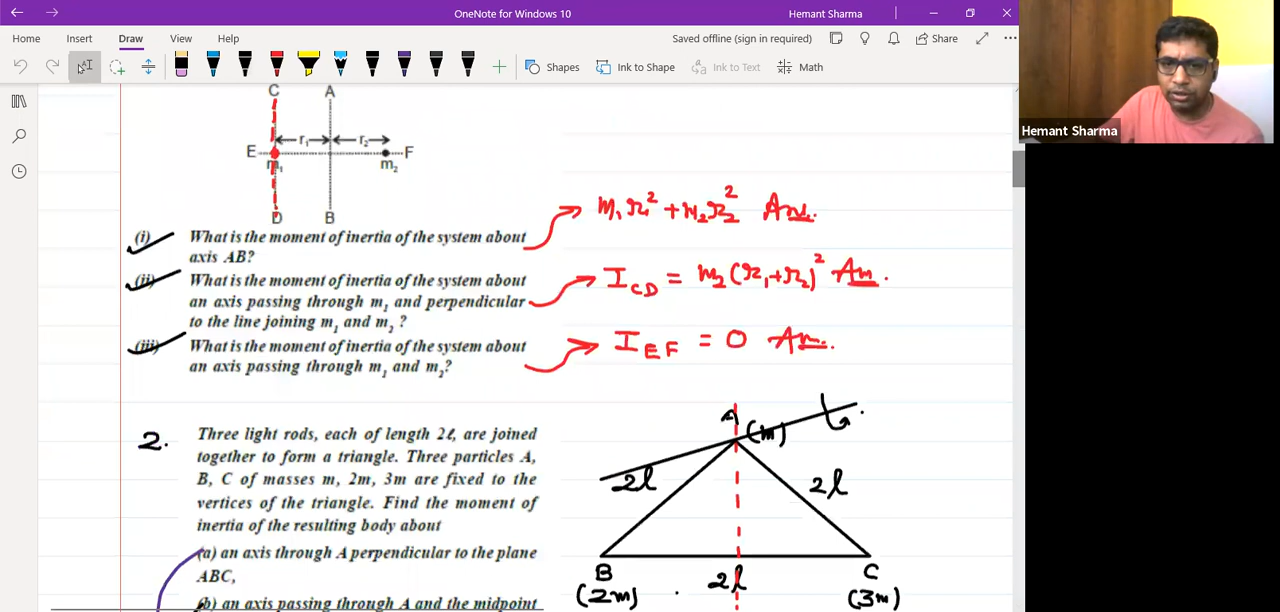 OneNote for Windows 10
Hemant Sharma
Home Insert Draw View Help
Saved offline (sign in required)
Share
Shapes
Ink to Shape
Ink to Text
Math
Hemant Sharma
C A
r₁ r₂
E F
m₁ m₂
D B
(i) What is the moment of inertia of the system about
axis AB?
m₁r₁² + m₂r₂² Ans.
(ii) What is the moment of inertia of the system about
an axis passing through m₁ and perpendicular
to the line joining m₁ and m₂ ?
I_CD = m₂(r₁+r₂)² Ans.
(iii) What is the moment of inertia of the system about
an axis passing through m₁ and m₂?
I_EF = 0 Ans.
2. Three light rods, each of length 2ℓ, are joined
together to form a triangle. Three particles A,
B, C of masses m, 2m, 3m are fixed to the
vertices of the triangle. Find the moment of
inertia of the resulting body about
(a) an axis through A perpendicular to the plane
ABC,
(b) an axis passing through A and the midpoint
A (m)
2l 2l
B 2l C
(2m) (3m)